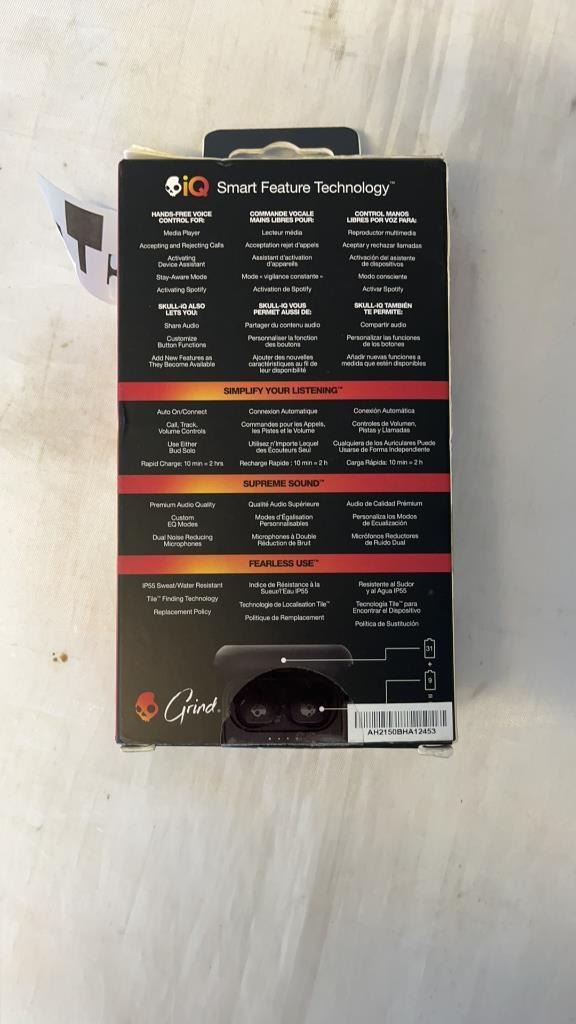 iQ Smart Feature Technology™
HANDS-FREE VOICE
CONTROL FOR:
Media Player
Accepting and Rejecting Calls
Activating
Device Assistant
Stay-Aware Mode
Activating Spotify
SKULL-iQ ALSO
LETS YOU:
Share Audio
Customize
Button Functions
Add New Features as
They Become Available
COMMANDE VOCALE
MAINS LIBRES POUR:
Lecteur média
Acceptation rejet d'appels
Assistant d'activation
d'appareils
Mode « vigilance constante »
Activation de Spotify
SKULL-iQ VOUS
PERMET AUSSI DE:
Partager du contenu audio
Personnaliser la fonction
des boutons
Ajouter des nouvelles
caractéristiques au fil de
leur disponibilité
CONTROL MANOS
LIBRES POR VOZ PARA:
Reproductor multimedia
Aceptar y rechazar llamadas
Activación del asistente
de dispositivos
Modo consciente
Activar Spotify
SKULL-iQ TAMBIÉN
TE PERMITE:
Compartir audio
Personalizar las funciones
de los botones
Añadir nuevas funciones a
medida que estén disponibles
SIMPLIFY YOUR LISTENING™
Auto On/Connect
Call, Track,
Volume Controls
Use Either
Bud Solo
Rapid Charge: 10 min = 2 hrs
Connexion Automatique
Commandes pour les Appels,
les Pistes et le Volume
Utilisez n'Importe Lequel
des Écouteurs Seul
Recharge Rapide : 10 min = 2 h
Conexión Automática
Controles de Volumen,
Pistas y Llamadas
Cualquiera de los Auriculares Puede
Usarse de Forma Independiente
Carga Rápida: 10 min = 2 h
SUPREME SOUND™
Premium Audio Quality
Custom
EQ Modes
Dual Noise Reducing
Microphones
Qualité Audio Supérieure
Modes d'Égalisation
Personnalisables
Microphones à Double
Réduction de Bruit
Audio de Calidad Prémium
Personaliza los Modos
de Ecualización
Micrófonos Reductores
de Ruido Dual
FEARLESS USE™
IP55 Sweat/Water Resistant
Tile™ Finding Technology
Replacement Policy
Indice de Résistance à la
Sueur/l'Eau IP55
Technologie de Localisation Tile™
Politique de Remplacement
Resistente al Sudor
y al Agua IP55
Tecnología Tile™ para
Encontrar el Dispositivo
Política de Sustitución
31
+
9
=
Grind®
AH2150BHA12453